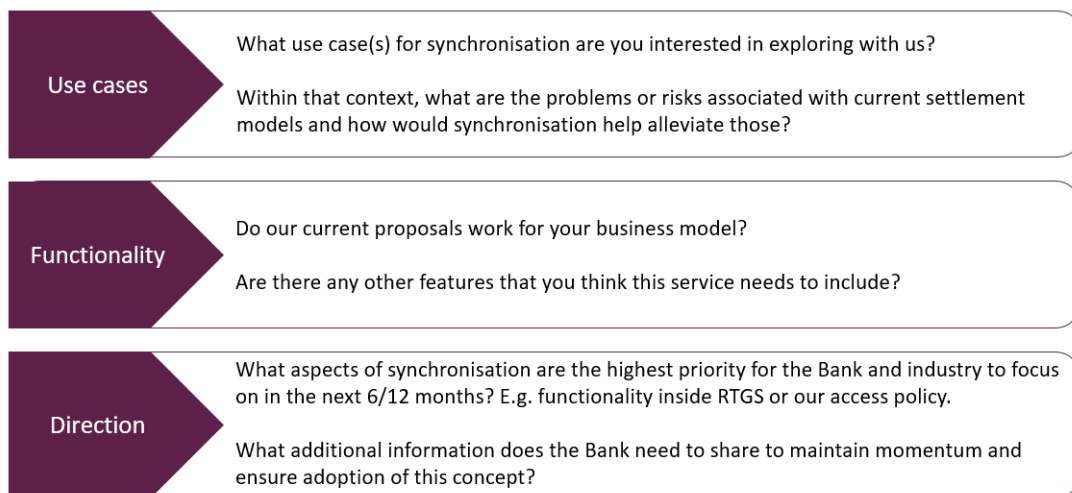 Use cases
What use case(s) for synchronisation are you interested in exploring with us?
Within that context, what are the problems or risks associated with current settlement
models and how would synchronisation help alleviate those?
Functionality
Do our current proposals work for your business model?
Are there any other features that you think this service needs to include?
Direction
What aspects of synchronisation are the highest priority for the Bank and industry to focus
on in the next 6/12 months? E.g. functionality inside RTGS or our access policy.
What additional information does the Bank need to share to maintain momentum and
ensure adoption of this concept?